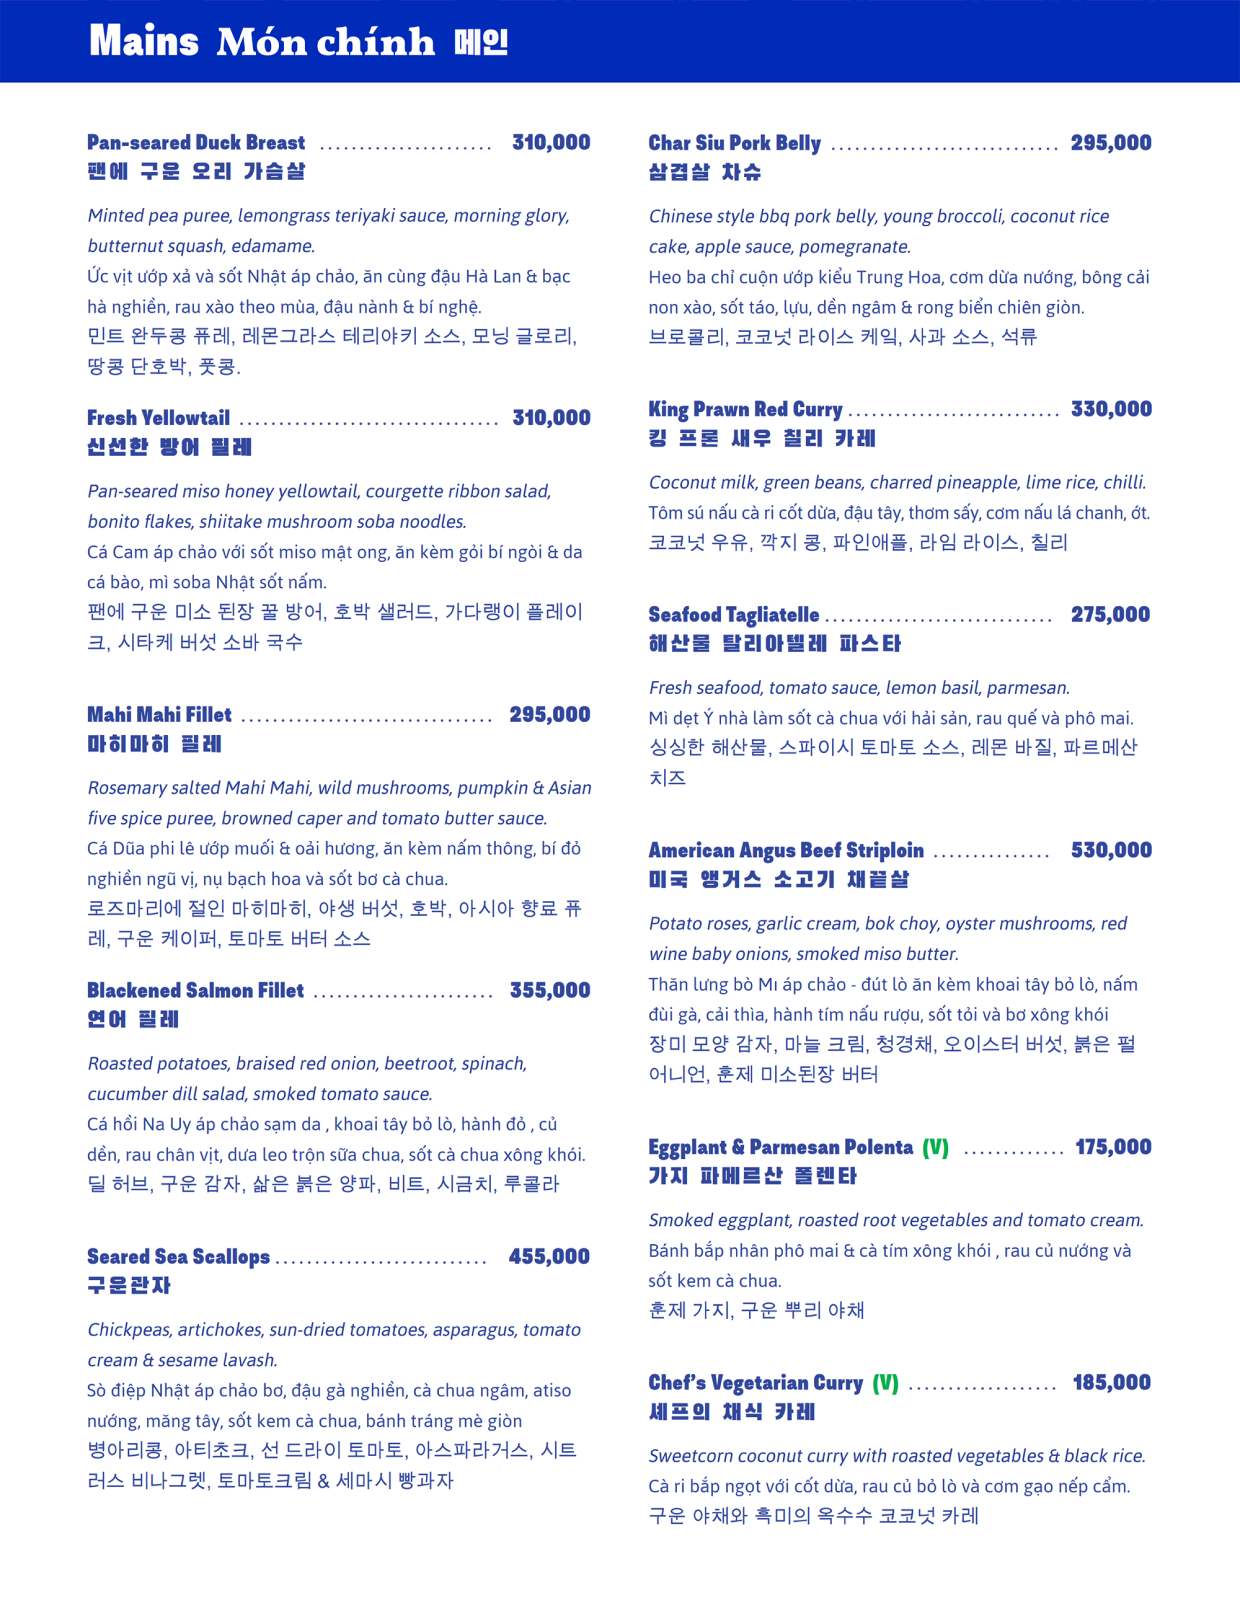 Mains Món chính 메인
Pan-seared Duck Breast ...................... 310,000
팬에 구운 오리 가슴살
Minted pea puree, lemongrass teriyaki sauce, morning glory,
butternut squash, edamame.
Ức vịt ướp xả và sốt Nhật áp chảo, ăn cùng đậu Hà Lan & bạc
hà nghiền, rau xào theo mùa, đậu nành & bí nghệ.
민트 완두콩 퓨레, 레몬그라스 테리야키 소스, 모닝 글로리,
땅콩 단호박, 풋콩.
Fresh Yellowtail ................................. 310,000
신선한 방어 필레
Pan-seared miso honey yellowtail, courgette ribbon salad,
bonito flakes, shiitake mushroom soba noodles.
Cá Cam áp chảo với sốt miso mật ong, ăn kèm gỏi bí ngòi & da
cá bào, mì soba Nhật sốt nấm.
팬에 구운 미소 된장 꿀 방어, 호박 샐러드, 가다랭이 플레이
크, 시타케 버섯 소바 국수
Mahi Mahi Fillet ................................ 295,000
마히마히 필레
Rosemary salted Mahi Mahi, wild mushrooms, pumpkin & Asian
five spice puree, browned caper and tomato butter sauce.
Cá Dũa phi lê ướp muối & oải hương, ăn kèm nấm thông, bí đỏ
nghiền ngũ vị, nụ bạch hoa và sốt bơ cà chua.
로즈마리에 절인 마히마히, 야생 버섯, 호박, 아시아 향료 퓨
레, 구운 케이퍼, 토마토 버터 소스
Blackened Salmon Fillet ....................... 355,000
연어 필레
Roasted potatoes, braised red onion, beetroot, spinach,
cucumber dill salad, smoked tomato sauce.
Cá hồi Na Uy áp chảo sạm da , khoai tây bỏ lò, hành đỏ , củ
dền, rau chân vịt, dưa leo trộn sữa chua, sốt cà chua xông khói.
딜 허브, 구운 감자, 삶은 붉은 양파, 비트, 시금치, 루콜라
Seared Sea Scallops ........................... 455,000
구운관자
Chickpeas, artichokes, sun-dried tomatoes, asparagus, tomato
cream & sesame lavash.
Sò điệp Nhật áp chảo bơ, đậu gà nghiền, cà chua ngâm, atiso
nướng, măng tây, sốt kem cà chua, bánh tráng mè giòn
병아리콩, 아티초크, 선 드라이 토마토, 아스파라거스, 시트
러스 비나그렛, 토마토크림 & 세마시 빵과자
Char Siu Pork Belly ............................. 295,000
삼겹살 차슈
Chinese style bbq pork belly, young broccoli, coconut rice
cake, apple sauce, pomegranate.
Heo ba chỉ cuộn ướp kiểu Trung Hoa, cơm dừa nướng, bông cải
non xào, sốt táo, lựu, dền ngâm & rong biển chiên giòn.
브로콜리, 코코넛 라이스 케잌, 사과 소스, 석류
King Prawn Red Curry ........................... 330,000
킹 프론 새우 칠리 카레
Coconut milk, green beans, charred pineapple, lime rice, chilli.
Tôm sú nấu cà ri cốt dừa, đậu tây, thơm sấy, cơm nấu lá chanh, ớt.
코코넛 우유, 깍지 콩, 파인애플, 라임 라이스, 칠리
Seafood Tagliatelle ............................. 275,000
해산물 탈리아텔레 파스타
Fresh seafood, tomato sauce, lemon basil, parmesan.
Mì dẹt Ý nhà làm sốt cà chua với hải sản, rau quế và phô mai.
싱싱한 해산물, 스파이시 토마토 소스, 레몬 바질, 파르메산
치즈
American Angus Beef Striploin ............... 530,000
미국 앵거스 소고기 채끝살
Potato roses, garlic cream, bok choy, oyster mushrooms, red
wine baby onions, smoked miso butter.
Thăn lưng bò Mı áp chảo - đút lò ăn kèm khoai tây bỏ lò, nấm
đùi gà, cải thìa, hành tím nấu rượu, sốt tỏi và bơ xông khói
장미 모양 감자, 마늘 크림, 청경채, 오이스터 버섯, 붉은 펄
어니언, 훈제 미소된장 버터
Eggplant & Parmesan Polenta (V) ............. 175,000
가지 파메르산 폴렌타
Smoked eggplant, roasted root vegetables and tomato cream.
Bánh bắp nhân phô mai & cà tím xông khói , rau củ nướng và
sốt kem cà chua.
훈제 가지, 구운 뿌리 야채
Chef's Vegetarian Curry (V) ................... 185,000
셰프의 채식 카레
Sweetcorn coconut curry with roasted vegetables & black rice.
Cà ri bắp ngọt với cốt dừa, rau củ bỏ lò và cơm gạo nếp cẩm.
구운 야채와 흑미의 옥수수 코코넛 카레